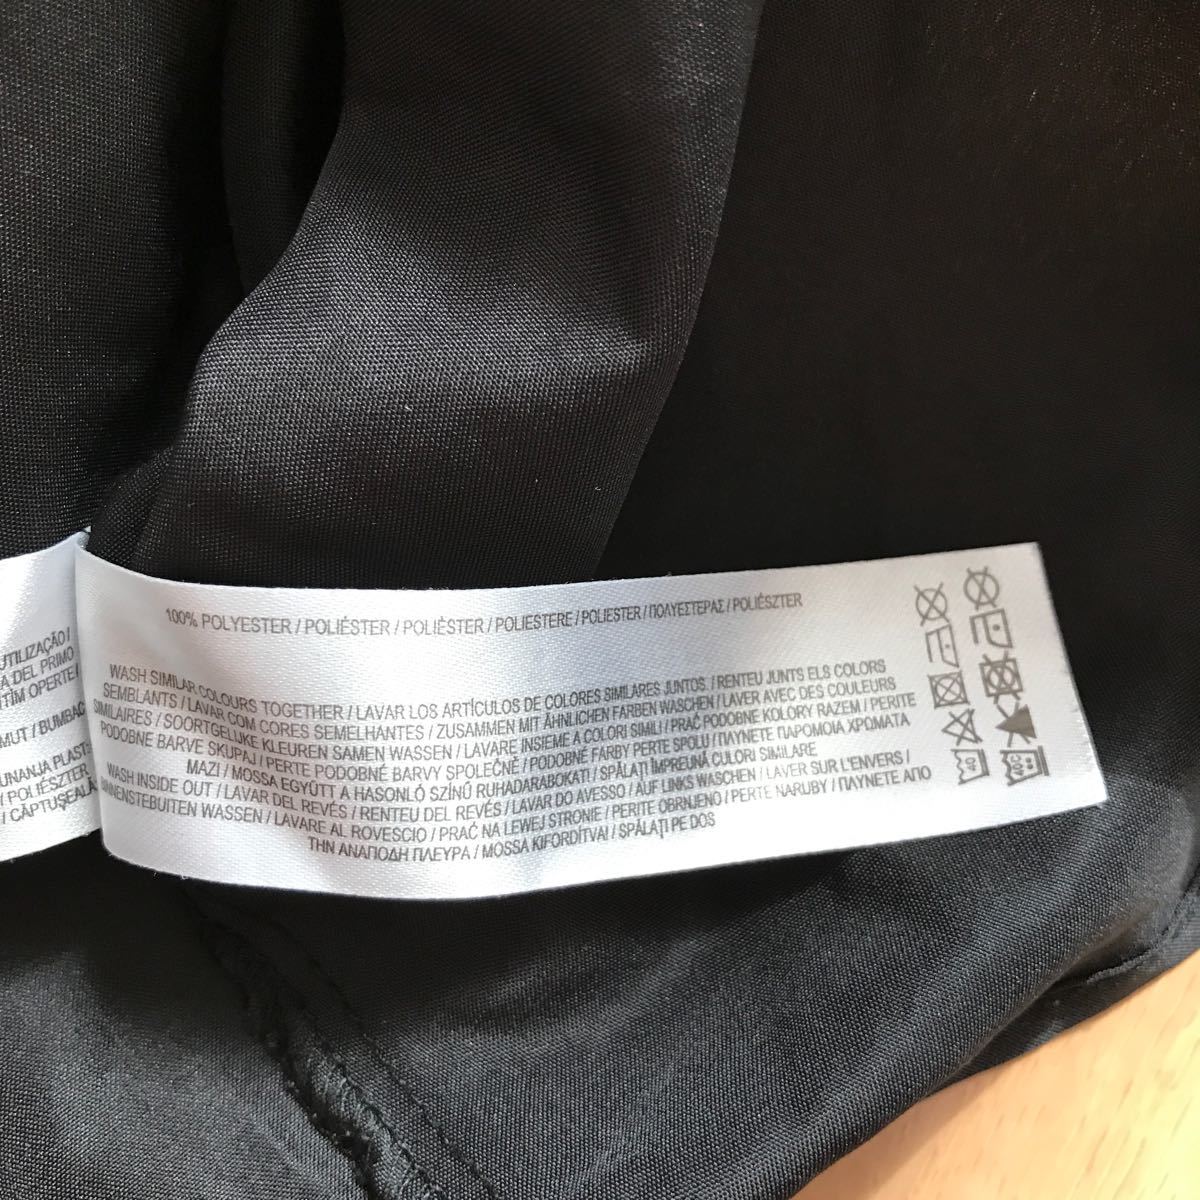 UTILIZAÇÃO /
A DEL PRIMO
TÎM OPERTE /
MUT / BUMBAC
UNANJA PLAST:
/ POLIÉSZTER
/ CĂPTUȘEALĂ
100% POLYESTER / POLIÉSTER / POLIÈSTER / POLIESTERE / POLIESTER / ΠΟΛΥΕΣΤΕΡΑΣ / POLIÉSZTER
WASH SIMILAR COLOURS TOGETHER / LAVAR LOS ARTÍCULOS DE COLORES SIMILARES JUNTOS. / RENTEU JUNTS ELS COLORS
SEMBLANTS / LAVAR COM CORES SEMELHANTES / ZUSAMMEN MIT ÄHNLICHEN FARBEN WASCHEN / LAVER AVEC DES COULEURS
SIMILAIRES / SOORTGELIJKE KLEUREN SAMEN WASSEN / LAVARE INSIEME A COLORI SIMILI / PRAĆ PODOBNE KOLORY RAZEM / PERITE
PODOBNE BARVE SKUPAJ / PERTE PODOBNÉ BARVY SPOLEČNĚ / PODOBNÉ FARBY PERTE SPOLU / ΠΛΥΝΕΤΕ ΠΑΡΟΜΟΙΑ ΧΡΩΜΑΤΑ
ΜΑΖΙ / MOSSA EGYÜTT A HASONLÓ SZÍNŰ RUHADARABOKAT! / SPĂLAȚI ÎMPREUNĂ CULORI SIMILARE
WASH INSIDE OUT / LAVAR DEL REVÉS / RENTEU DEL REVÉS / LAVAR DO AVESSO / AUF LINKS WASCHEN / LAVER SUR L'ENVERS /
BINNENSTEBUITEN WASSEN / LAVARE AL ROVESCIO / PRAĆ NA LEWEJ STRONIE / PERITE OBRNJENO / PERTE NARUBY / ΠΛΥΝΕΤΕ ΑΠΟ
ΤΗΝ ΑΝΑΠΟΔΗ ΠΛΕΥΡΑ / MOSSA KIFORDÍTVA! / SPĂLAȚI PE DOS
40
40C